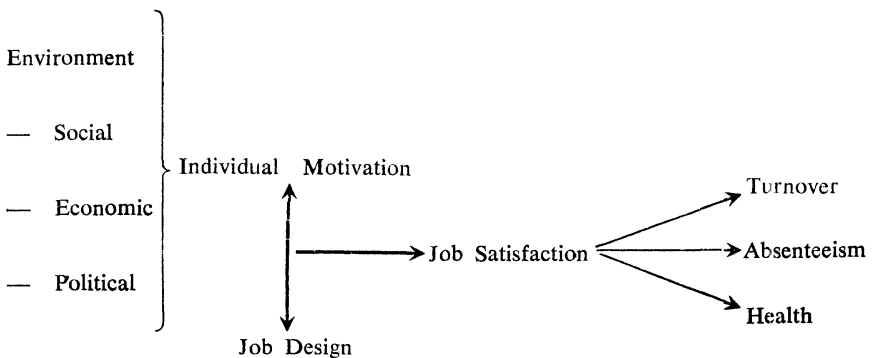 Environment
— Social
Individual Motivation
— Economic
— Political
Job Design
Job Satisfaction
Turnover
Absenteeism
Health